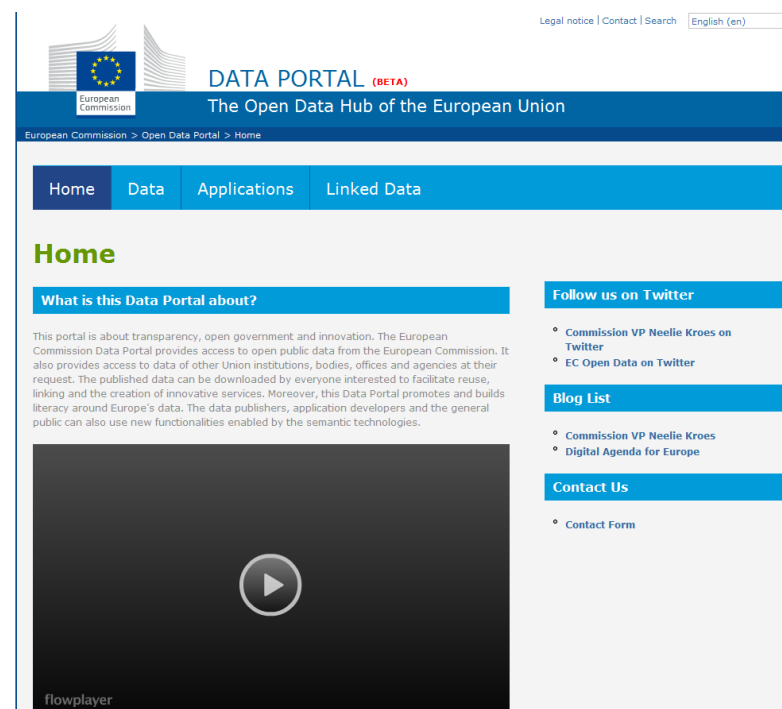 Legal notice | Contact | Search English (en)
DATA PORTAL (BETA)
European
Commission
The Open Data Hub of the European Union
European Commission > Open Data Portal > Home
Home Data Applications Linked Data
Home
What is this Data Portal about?
This portal is about transparency, open government and innovation. The European
Commission Data Portal provides access to open public data from the European Commission. It
also provides access to data of other Union institutions, bodies, offices and agencies at their
request. The published data can be downloaded by everyone interested to facilitate reuse,
linking and the creation of innovative services. Moreover, this Data Portal promotes and builds
literacy around Europe's data. The data publishers, application developers and the general
public can also use new functionalities enabled by the semantic technologies.
flowplayer
Follow us on Twitter
Commission VP Neelie Kroes on
Twitter
EC Open Data on Twitter
Blog List
Commission VP Neelie Kroes
Digital Agenda for Europe
Contact Us
Contact Form